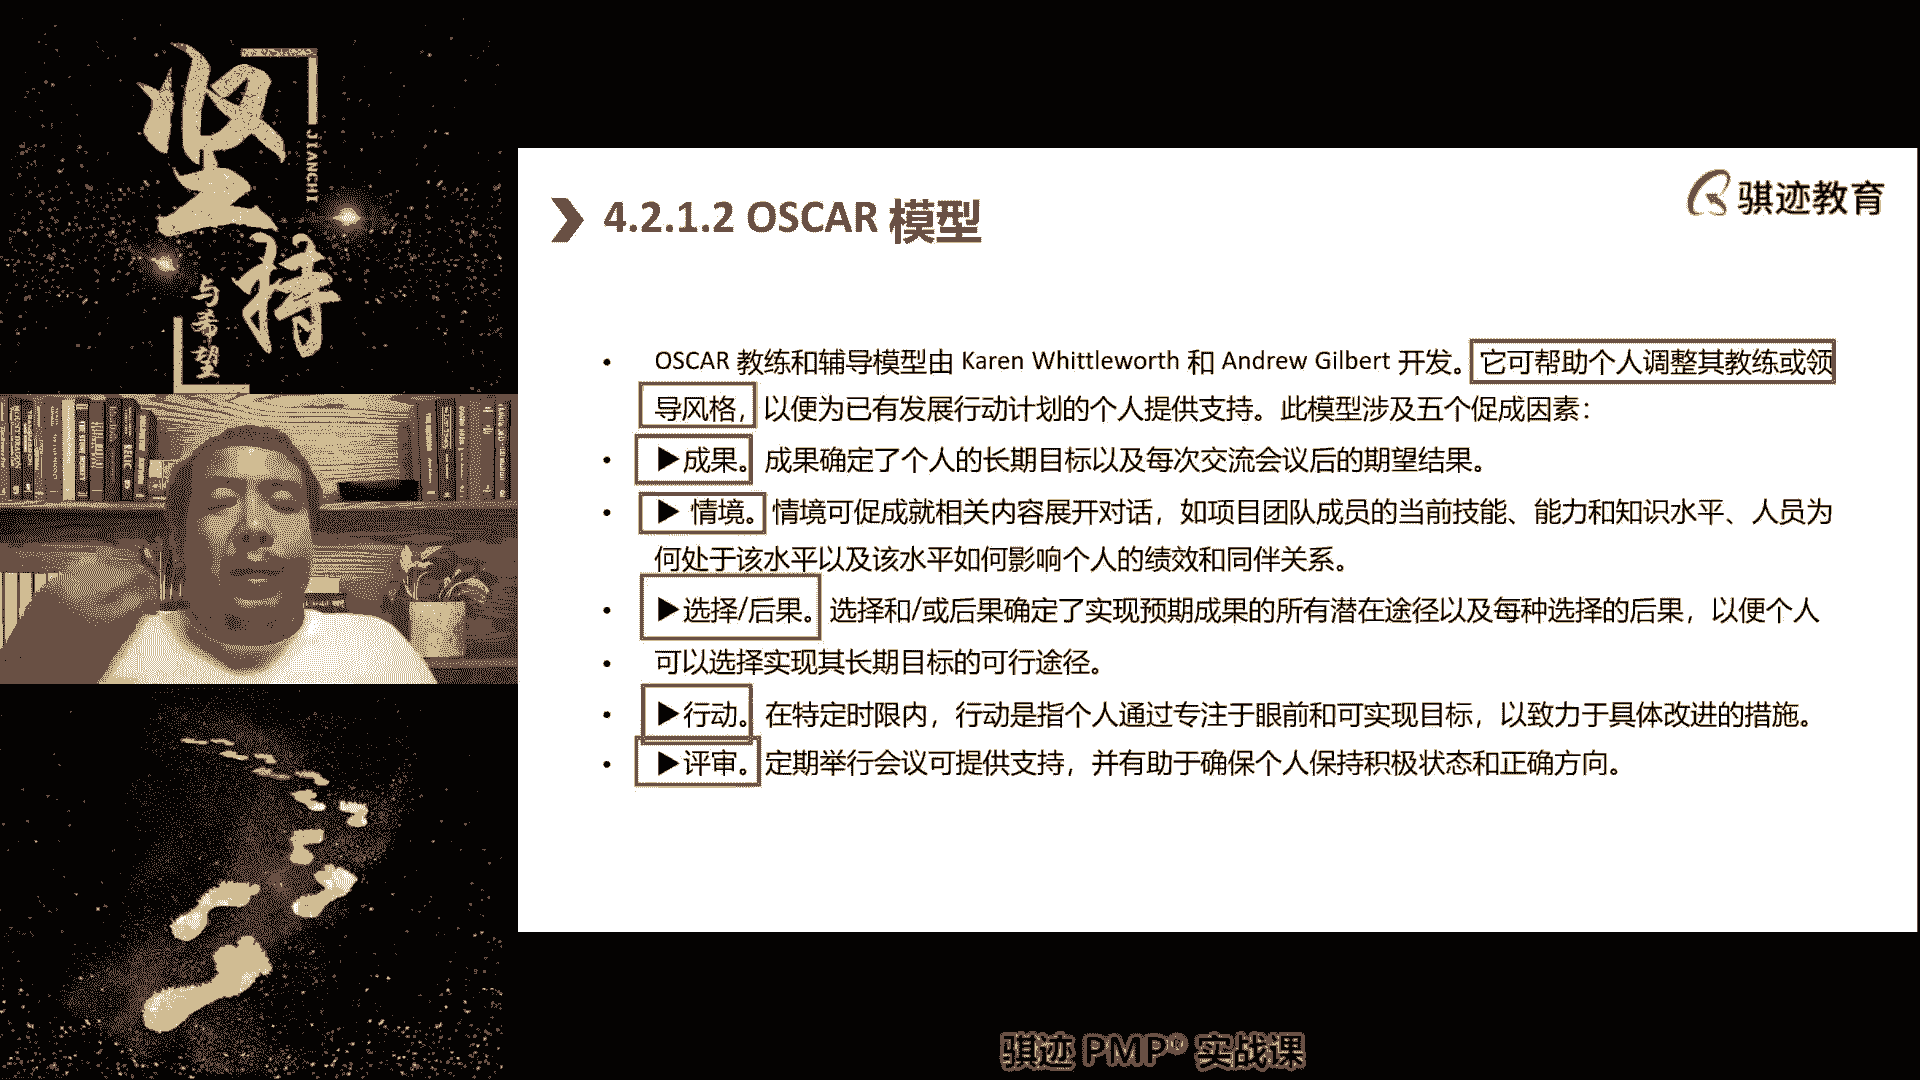 坚持
JIANCHI
与希望
骐迹教育
4.2.1.2 OSCAR 模型
• OSCAR 教练和辅导模型由 Karen Whittleworth 和 Andrew Gilbert 开发。它可帮助个人调整其教练或领
导风格，以便为已有发展行动计划的个人提供支持。此模型涉及五个促成因素：
• ▶成果。成果确定了个人的长期目标以及每次交流会议后的期望结果。
• ▶ 情境。情境可促成就相关内容展开对话，如项目团队成员的当前技能、能力和知识水平、人员为
何处于该水平以及该水平如何影响个人的绩效和同伴关系。
• ▶选择/后果。选择和/或后果确定了实现预期成果的所有潜在途径以及每种选择的后果，以便个人
• 可以选择实现其长期目标的可行途径。
• ▶行动。在特定时限内，行动是指个人通过专注于眼前和可实现目标，以致力于具体改进的措施。
• ▶评审。定期举行会议可提供支持，并有助于确保个人保持积极状态和正确方向。
骐迹 PMP® 实战课